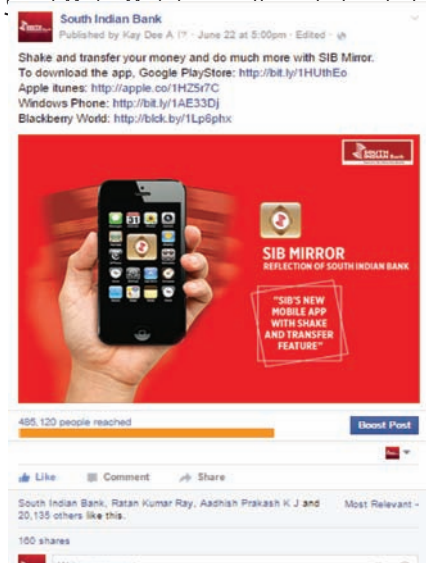 South Indian Bank
Published by Kay Dee A [?] · June 22 at 5:00pm · Edited ·
Shake and transfer your money and do much more with SIB Mirror.
To download the app, Google PlayStore: http://bit.ly/1HUthEo
Apple itunes: http://apple.co/1HZ5r7C
Windows Phone: http://bit.ly/1AE33Dj
Blackberry World: http://blck.by/1Lp6phx
SOUTH INDIAN Bank
31
SIB MIRROR
REFLECTION OF SOUTH INDIAN BANK
"SIB'S NEW
MOBILE APP
WITH SHAKE
AND TRANSFER
FEATURE"
485,120 people reached
Boost Post
Like Comment Share
South Indian Bank, Ratan Kumar Ray, Aadhish Prakash K J and Most Relevant
20,135 others like this.
160 shares